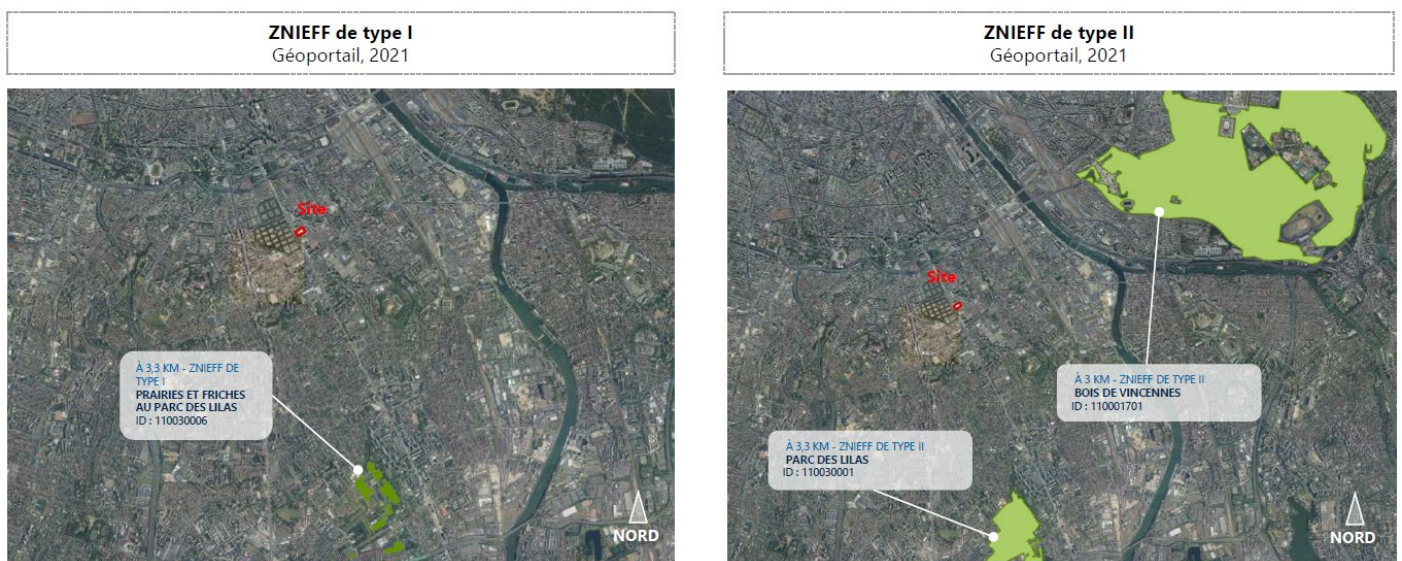 ZNIEFF de type I
Géoportail, 2021
Site
À 3,3 KM - ZNIEFF DE
TYPE I
PRAIRIES ET FRICHES
AU PARC DES LILAS
ID : 110030006
NORD
ZNIEFF de type II
Géoportail, 2021
Site
À 3 KM - ZNIEFF DE TYPE II
BOIS DE VINCENNES
ID : 110001701
À 3,3 KM - ZNIEFF DE TYPE II
PARC DES LILAS
ID : 110030001
NORD